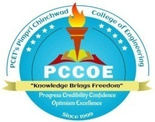 PCET's Pimpri Chinchwad College of Engineering
PCCOE
"Knowledge Brings Freedom"
Progress Credibility Confidence
Optimism Excellence
Since 1999